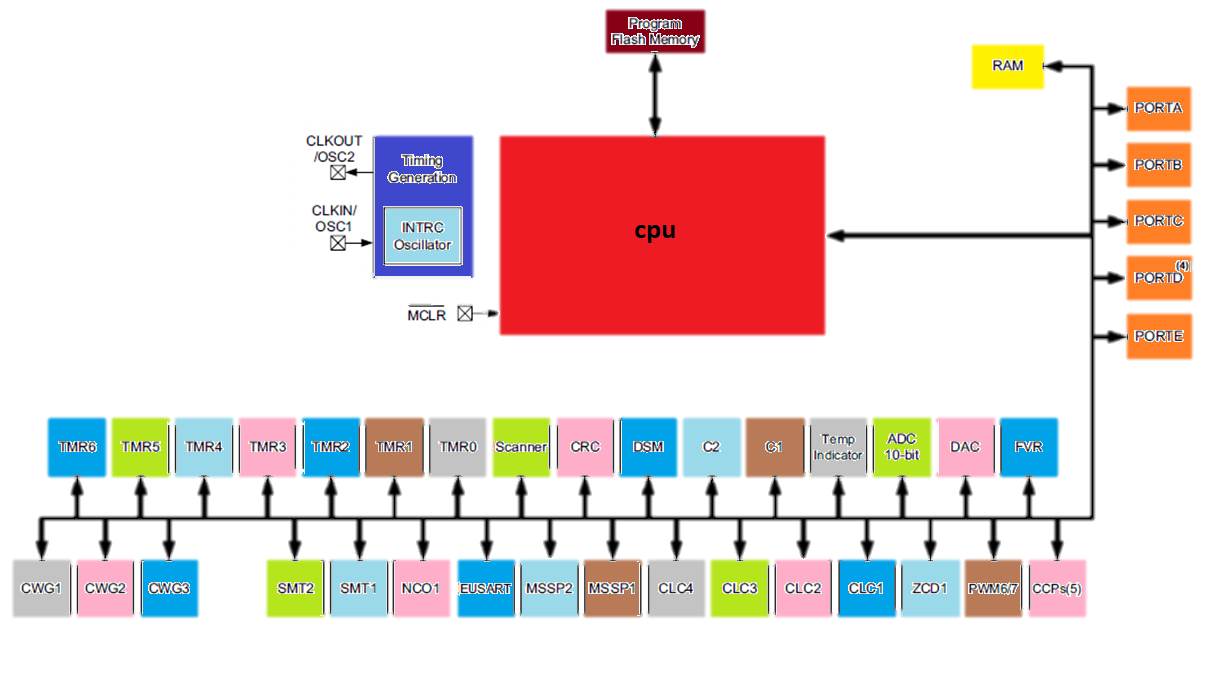 Program
Flash Memory
RAM
PORTA
CLKOUT
/OSC2
Timing
Generation
PORTB
CLKIN/
OSC1
INTRC
Oscillator
cpu
PORTC
(4)
PORTD
MCLR
PORTE
TMR6
TMR5
TMR4
TMR3
TMR2
TMR1
TMR0
Scanner
CRC
DSM
C2
C1
Temp
Indicator
ADC
10-bit
DAC
FVR
CWG1
CWG2
CWG3
SMT2
SMT1
NCO1
EUSART
MSSP2
MSSP1
CLC4
CLC3
CLC2
CLC1
ZCD1
PWM6/7
CCPs(5)